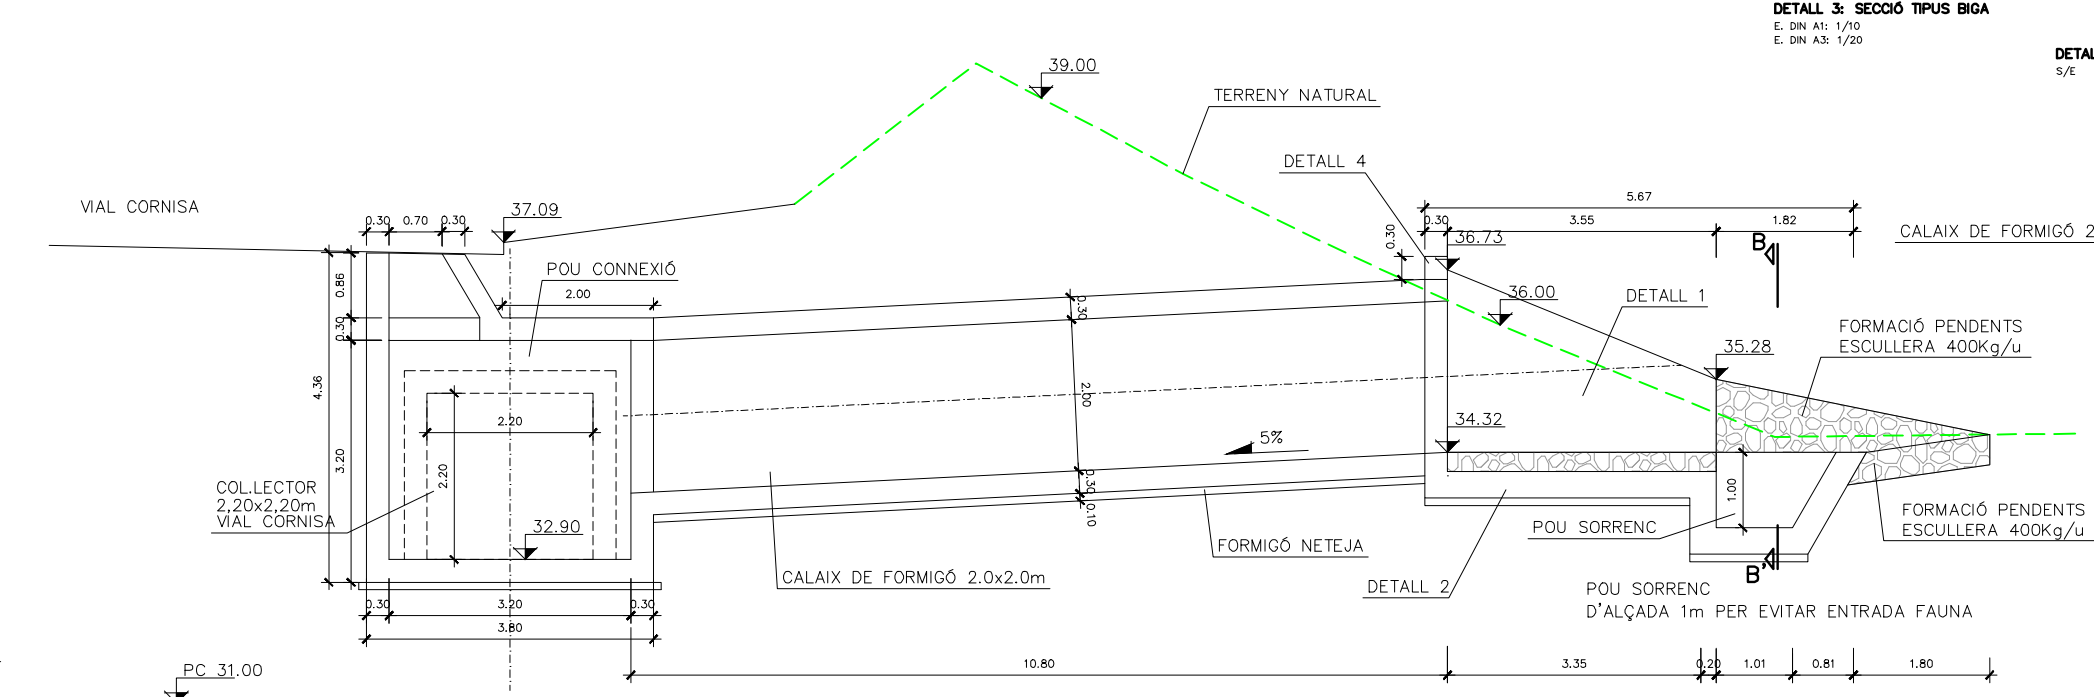 DETALL 3: SECCIÓ TIPUS BIGA
E. DIN A1: 1/10
E. DIN A3: 1/20
DETAL
S/E
39.00
TERRENY NATURAL
DETALL 4
VIAL CORNISA
37.09
0.30
0.70
0.30
5.67
0.30
3.55
1.82
CALAIX DE FORMIGÓ 2
B
0.30
36.73
POU CONNEXIÓ
2.00
0.86
0.30
0.30
36.00
DETALL 1
FORMACIÓ PENDENTS
ESCULLERA 400Kg/u
35.28
4.36
2.00
2.20
34.32
5%
3.20
2.20
COL.LECTOR
2,20x2,20m
VIAL CORNISA
0.30
0.10
1.00
32.90
POU SORRENC
FORMACIÓ PENDENTS
ESCULLERA 400Kg/u
FORMIGÓ NETEJA
CALAIX DE FORMIGÓ 2.0x2.0m
DETALL 2
B'
POU SORRENC
D'ALÇADA 1m PER EVITAR ENTRADA FAUNA
0.30
3.20
0.30
3.80
PC 31.00
10.80
3.35
0.20
1.01
0.81
1.80